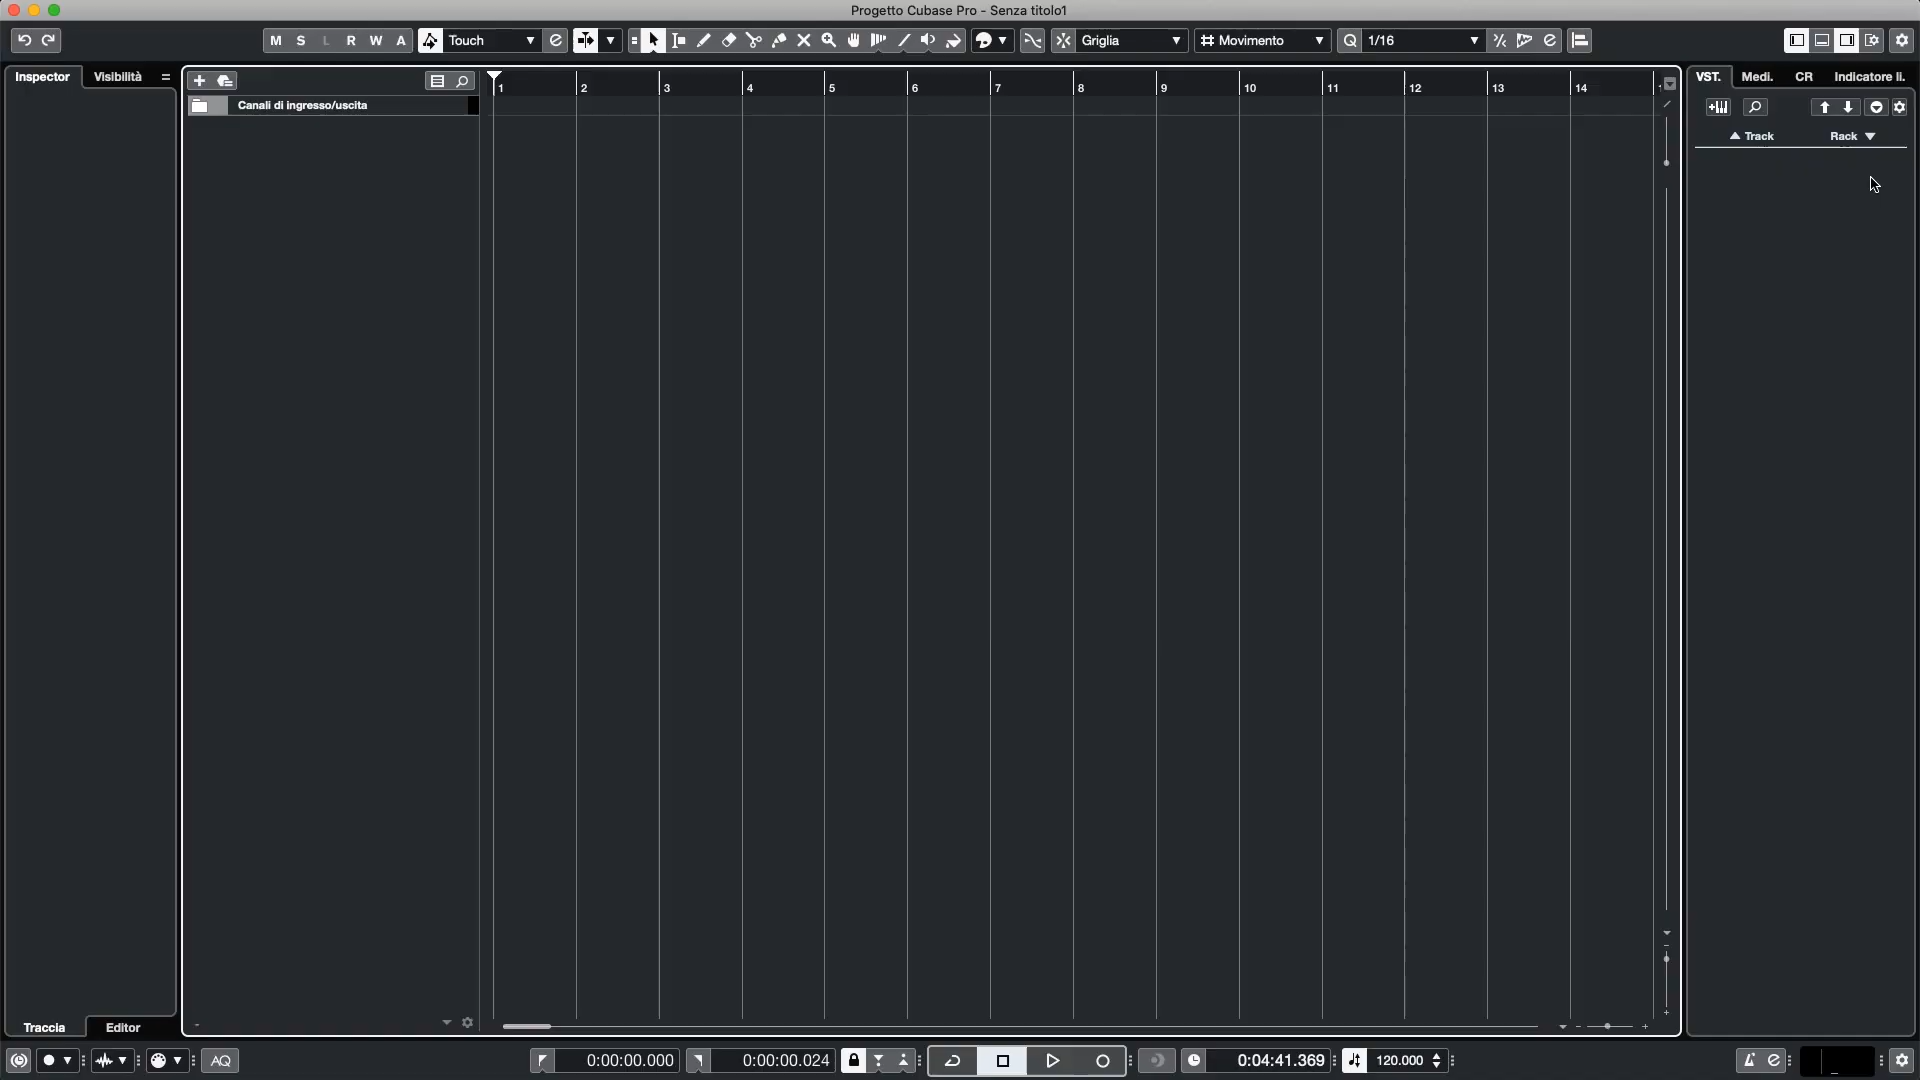 Progetto Cubase Pro - Senza titolo1
M S L R W A Touch Griglia Movimento Q 1/16
Inspector Visibilità
1 2 3 4 5 6 7 8 9 10 11 12 13 14
VST. Medi. CR Indicatore li.
Canali di ingresso/uscita
Track Rack
Traccia Editor
AQ 0:00:00.000 0:00:00.024 0:04:41.369 120.000